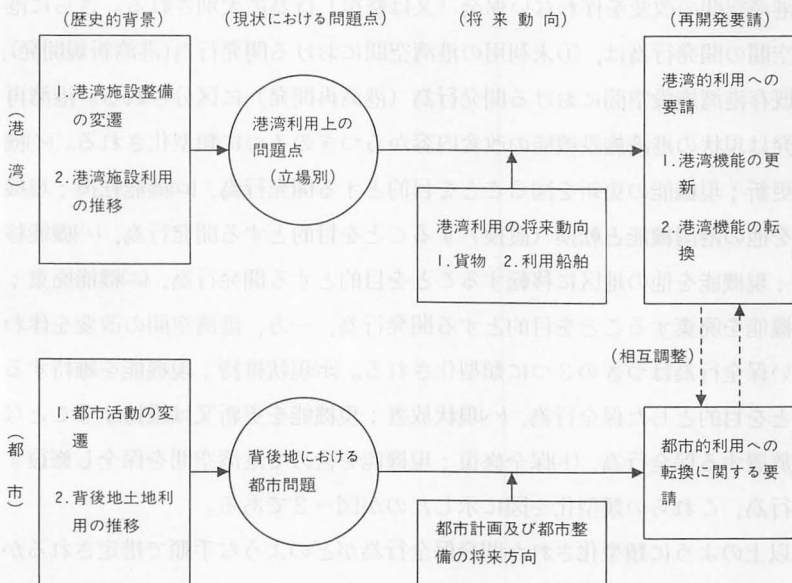 (歴史的背景)
(現状における問題点)
(将来動向)
(再開発要請)
(港湾)
1.港湾施設整備
の変遷
2.港湾施設利用
の推移
港湾利用上の
問題点
(立場別)
港湾利用の将来動向
1.貨物 2.利用船舶
港湾的利用への
要請
1.港湾機能の更
新
2.港湾機能の転
換
(相互調整)
(都市)
1.都市活動の変
遷
2.背後地土地利
用の推移
背後地における
都市問題
都市計画及び都市整
備の将来方向
都市的利用への
転換に関する要
請